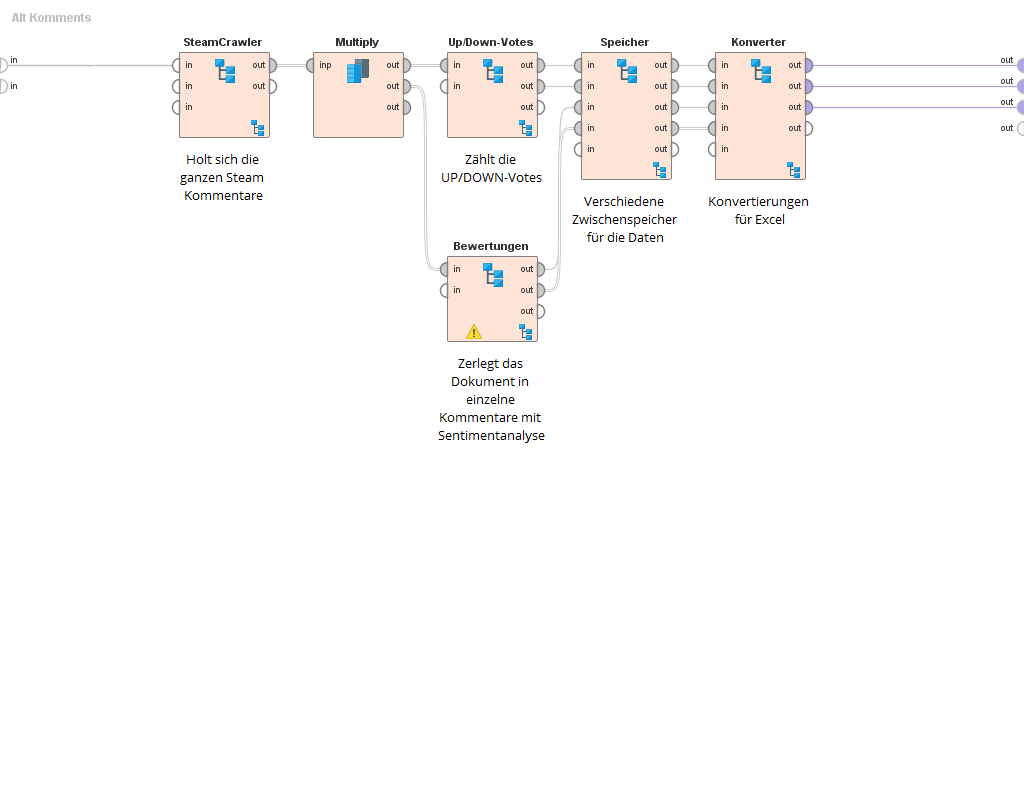 Alt Komments
SteamCrawler
Multiply
Up/Down-Votes
Speicher
Konverter
in
in
in out
in out
in
inp out
out
out
in out
in out
out
in out
in out
in out
in out
in out
in out
in out
in out
in out
in
out
out
out
out
Holt sich die
ganzen Steam
Kommentare
Zählt die
UP/DOWN-Votes
Verschiedene
Zwischenspeicher
für die Daten
Konvertierungen
für Excel
Bewertungen
in out
in out
out
Zerlegt das
Dokument in
einzelne
Kommentare mit
Sentimentanalyse